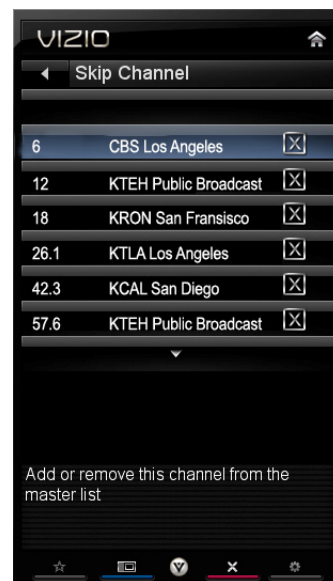 VIZIO
Skip Channel
6 CBS Los Angeles X
12 KTEH Public Broadcast X
18 KRON San Fransisco X
26.1 KTLA Los Angeles X
42.3 KCAL San Diego X
57.6 KTEH Public Broadcast X
Add or remove this channel from the
master list